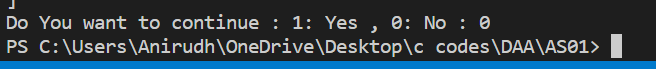 ]
Do You want to continue : 1: Yes , 0: No : 0
PS C:\Users\Anirudh\OneDrive\Desktop\c codes\DAA\AS01>